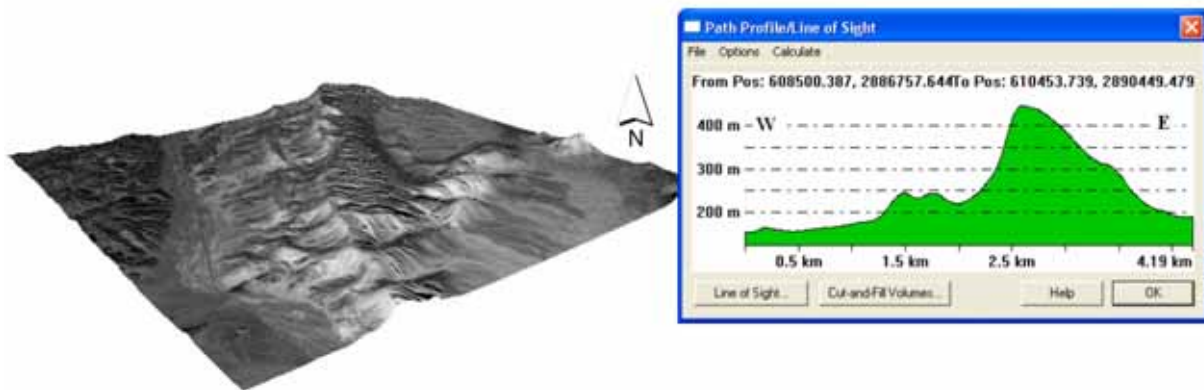 Path Profile/Line of Sight
File Options Calculate
From Pos: 608500.387, 2886757.644To Pos: 610453.739, 2890449.479
400 m
W
E
300 m
200 m
0.5 km 1.5 km 2.5 km 4.19 km
Line of Sight... Cut-and-Fill Volumes... Help OK
N